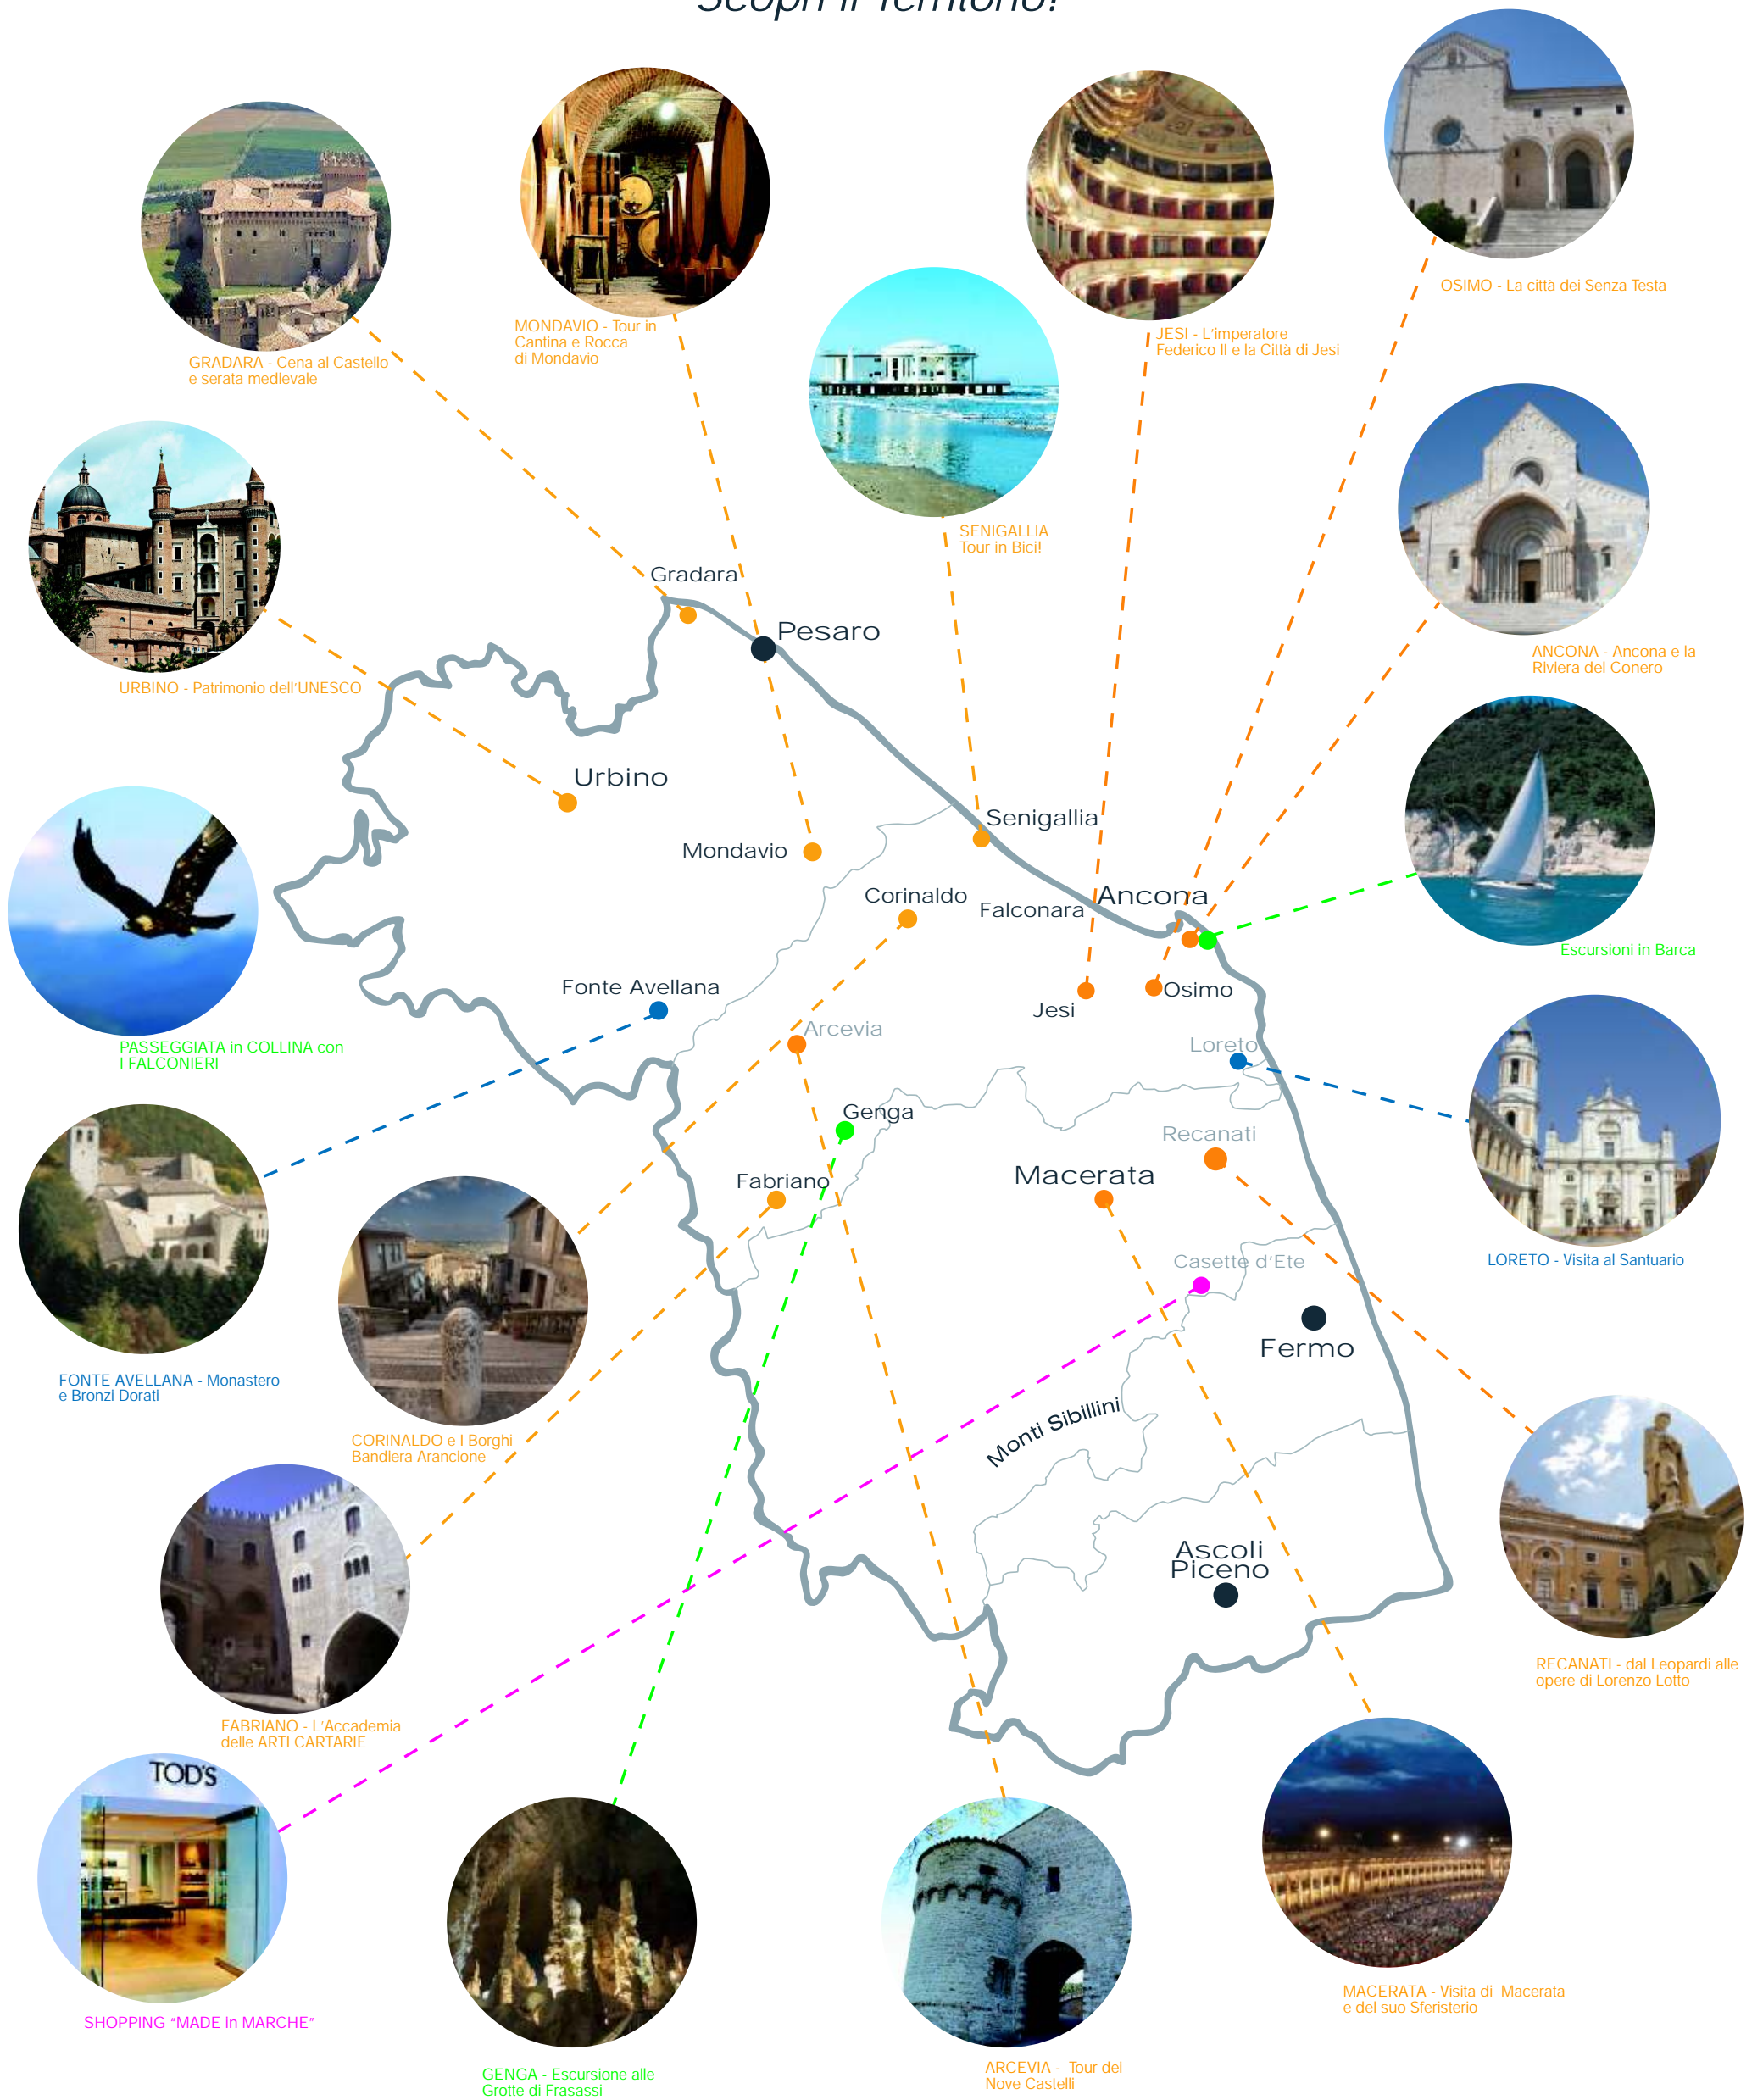 Scopri il Territorio!
GRADARA - Cena al Castello
e serata medievale
MONDAVIO - Tour in
Cantina e Rocca
di Mondavio
JESI - L'imperatore
Federico II e la Città di Jesi
OSIMO - La città dei Senza Testa
SENIGALLIA
Tour in Bici!
URBINO - Patrimonio dell'UNESCO
ANCONA - Ancona e la
Riviera del Conero
Gradara
Pesaro
Urbino
Mondavio
Senigallia
Corinaldo
Falconara
Ancona
Escursioni in Barca
PASSEGGIATA in COLLINA con
I FALCONIERI
Fonte Avellana
Arcevia
Jesi
Osimo
Loreto
Genga
Fabriano
Recanati
Macerata
Casette d'Ete
LORETO - Visita al Santuario
Fermo
Monti Sibillini
FONTE AVELLANA - Monastero
e Bronzi Dorati
CORINALDO e I Borghi
Bandiera Arancione
Ascoli
Piceno
RECANATI - dal Leopardi alle
opere di Lorenzo Lotto
FABRIANO - L'Accademia
delle ARTI CARTARIE
TOD'S
SHOPPING “MADE in MARCHE”
GENGA - Escursione alle
Grotte di Frasassi
ARCEVIA - Tour dei
Nove Castelli
MACERATA - Visita di Macerata
e del suo Sferisterio